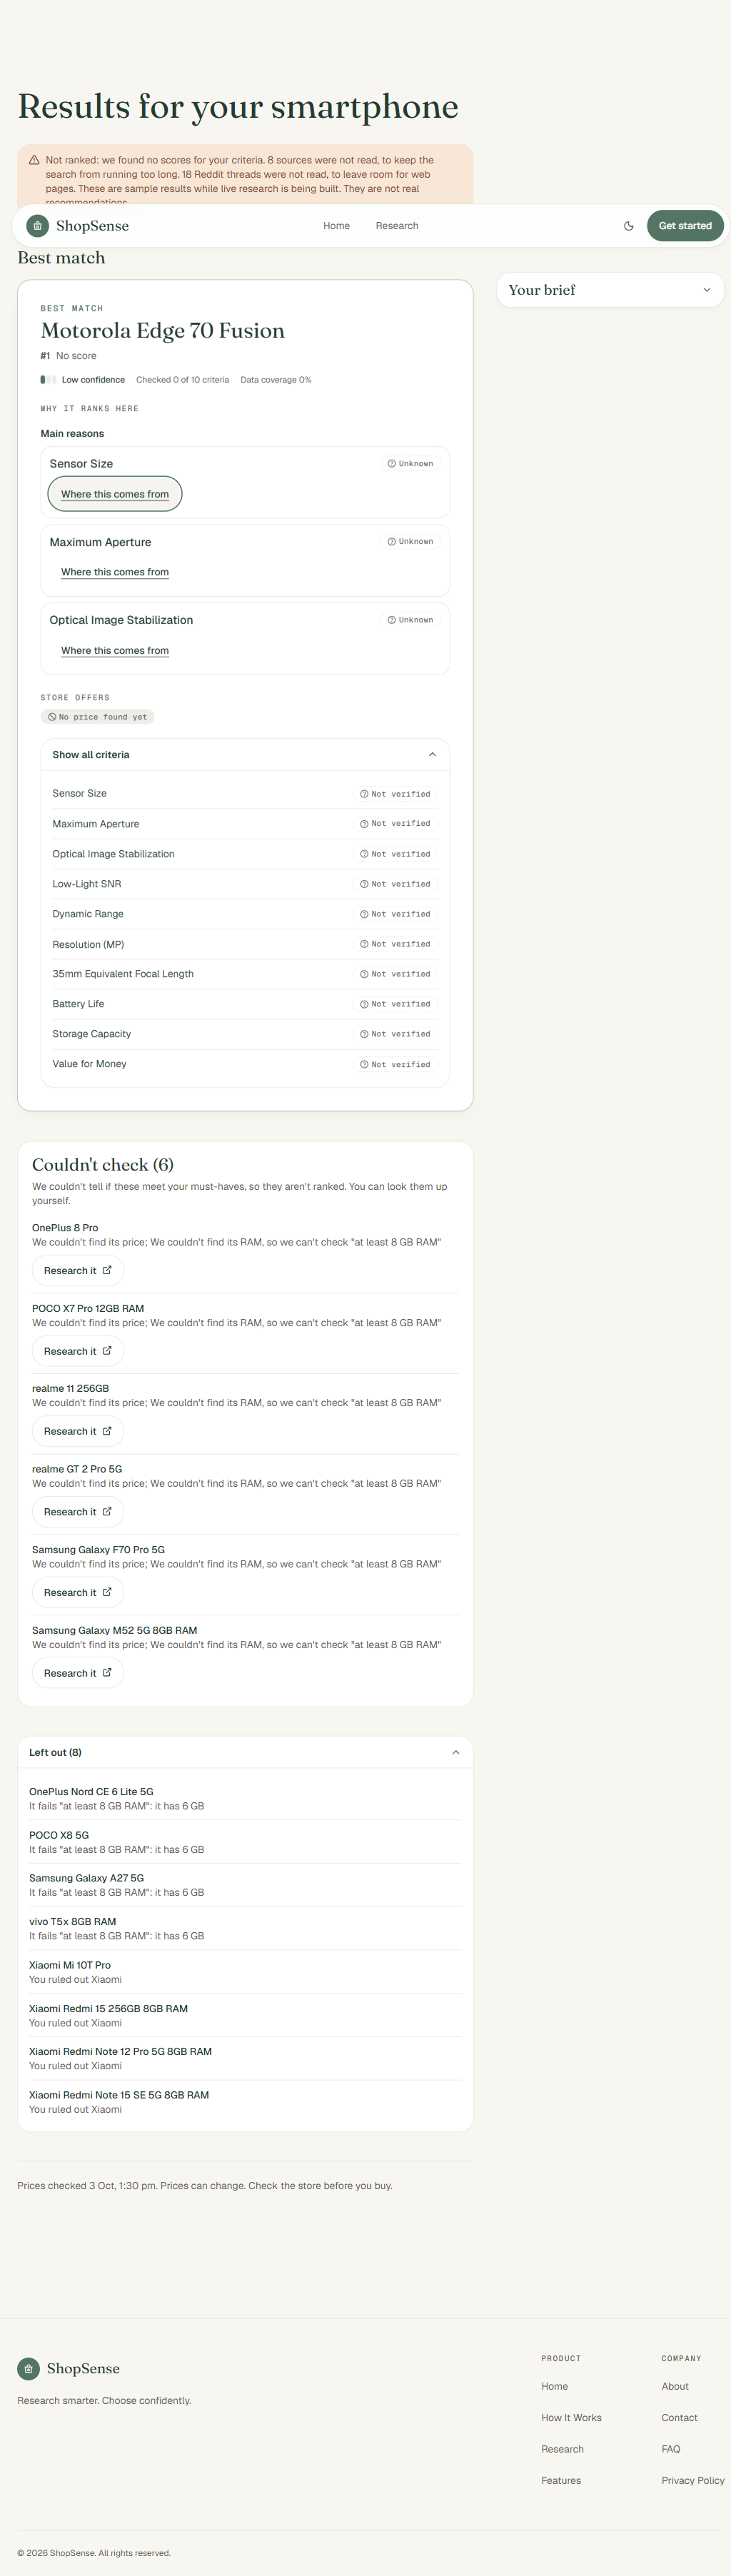 Results for your smartphone
Not ranked: we found no scores for your criteria. 8 sources were not read, to keep the
search from running too long. 18 Reddit threads were not read, to leave room for web
pages. These are sample results while live research is being built. They are not real
recommendations.
ShopSense
Home
Research
Get started
Best match
Your brief
BEST MATCH
Motorola Edge 70 Fusion
#1 No score
Low confidence Checked 0 of 10 criteria Data coverage 0%
WHY IT RANKS HERE
Main reasons
Sensor Size Unknown
Where this comes from
Maximum Aperture Unknown
Where this comes from
Optical Image Stabilization Unknown
Where this comes from
STORE OFFERS
No price found yet
Show all criteria
Sensor Size Not verified
Maximum Aperture Not verified
Optical Image Stabilization Not verified
Low-Light SNR Not verified
Dynamic Range Not verified
Resolution (MP) Not verified
35mm Equivalent Focal Length Not verified
Battery Life Not verified
Storage Capacity Not verified
Value for Money Not verified
Couldn't check (6)
We couldn't tell if these meet your must-haves, so they aren't ranked. You can look them up
yourself.
OnePlus 8 Pro
We couldn't find its price; We couldn't find its RAM, so we can't check "at least 8 GB RAM"
Research it
POCO X7 Pro 12GB RAM
We couldn't find its price; We couldn't find its RAM, so we can't check "at least 8 GB RAM"
Research it
realme 11 256GB
We couldn't find its price; We couldn't find its RAM, so we can't check "at least 8 GB RAM"
Research it
realme GT 2 Pro 5G
We couldn't find its price; We couldn't find its RAM, so we can't check "at least 8 GB RAM"
Research it
Samsung Galaxy F70 Pro 5G
We couldn't find its price; We couldn't find its RAM, so we can't check "at least 8 GB RAM"
Research it
Samsung Galaxy M52 5G 8GB RAM
We couldn't find its price; We couldn't find its RAM, so we can't check "at least 8 GB RAM"
Research it
Left out (8)
OnePlus Nord CE 6 Lite 5G
It fails "at least 8 GB RAM": it has 6 GB
POCO X8 5G
It fails "at least 8 GB RAM": it has 6 GB
Samsung Galaxy A27 5G
It fails "at least 8 GB RAM": it has 6 GB
vivo T5x 8GB RAM
It fails "at least 8 GB RAM": it has 6 GB
Xiaomi Mi 10T Pro
You ruled out Xiaomi
Xiaomi Redmi 15 256GB 8GB RAM
You ruled out Xiaomi
Xiaomi Redmi Note 12 Pro 5G 8GB RAM
You ruled out Xiaomi
Xiaomi Redmi Note 15 SE 5G 8GB RAM
You ruled out Xiaomi
Prices checked 3 Oct, 1:30 pm. Prices can change. Check the store before you buy.
ShopSense
Research smarter. Choose confidently.
PRODUCT
Home
How It Works
Research
Features
COMPANY
About
Contact
FAQ
Privacy Policy
© 2026 ShopSense. All rights reserved.